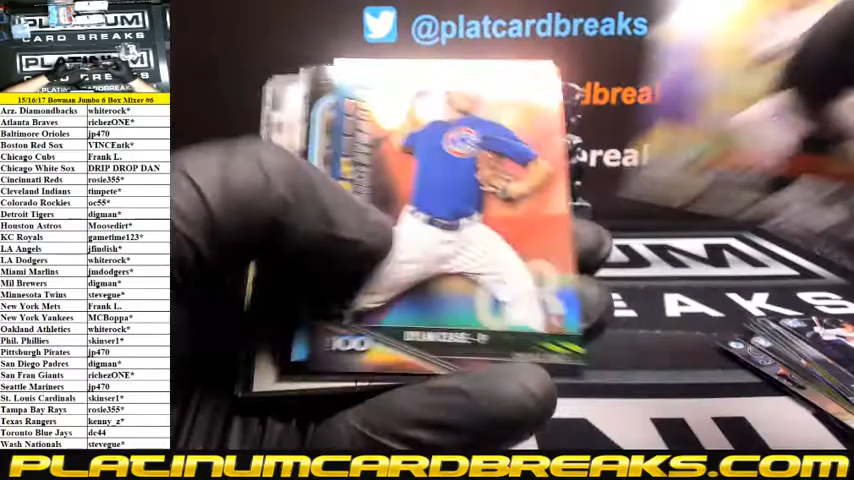 @platcardbreaks
15/16/17 Bowman Jumbo 6 Box Mixer #6
Arz. Diamondbacks whiterock*
Atlanta Braves richezONE*
Baltimore Orioles jp470
Boston Red Sox VINCEntk*
Chicago Cubs Frank L.
Chicago White Sox DRIP DROP DAN
Cincinnati Reds rosie355*
Cleveland Indians timpete*
Colorado Rockies oc55*
Detroit Tigers digman*
Houston Astros Moosedirt*
KC Royals gametime123*
LA Angels jfindish*
LA Dodgers whiterock*
Miami Marlins jmdodgers*
Mil Brewers digman*
Minnesota Twins stevegue*
New York Mets Frank L.
New York Yankees MCBoppa*
Oakland Athletics whiterock*
Phil. Phillies skinser1*
Pittsburgh Pirates jp470
San Diego Padres digman*
San Fran Giants richezONE*
Seattle Mariners jp470
St. Louis Cardinals skinser1*
Tampa Bay Rays rosie355*
Texas Rangers kenny_z*
Toronto Blue Jays dc44
Wash Nationals stevegue*
PLATINUMCARDBREAKS.COM